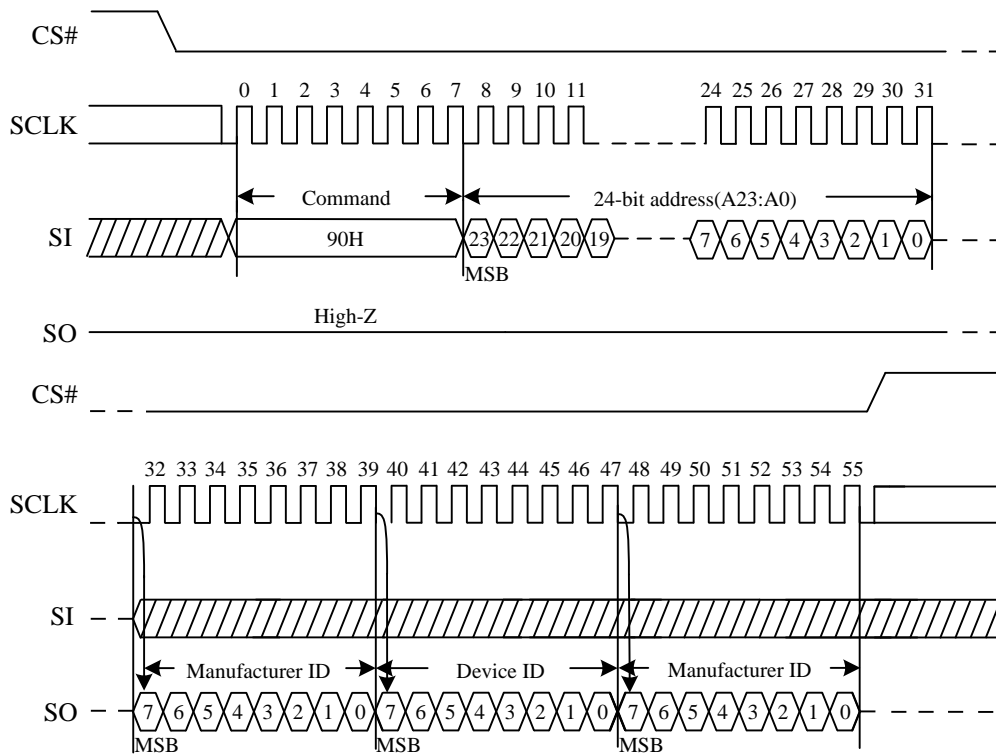 CS#
0 1 2 3 4 5 6 7 8 9 10 11 24 25 26 27 28 29 30 31
SCLK
Command 24-bit address(A23:A0)
SI 90H 23 22 21 20 19 7 6 5 4 3 2 1 0
MSB
High-Z
SO
CS#
32 33 34 35 36 37 38 39 40 41 42 43 44 45 46 47 48 49 50 51 52 53 54 55
SCLK
SI
Manufacturer ID Device ID Manufacturer ID
SO 7 6 5 4 3 2 1 0 7 6 5 4 3 2 1 0 7 6 5 4 3 2 1 0
MSB MSB MSB